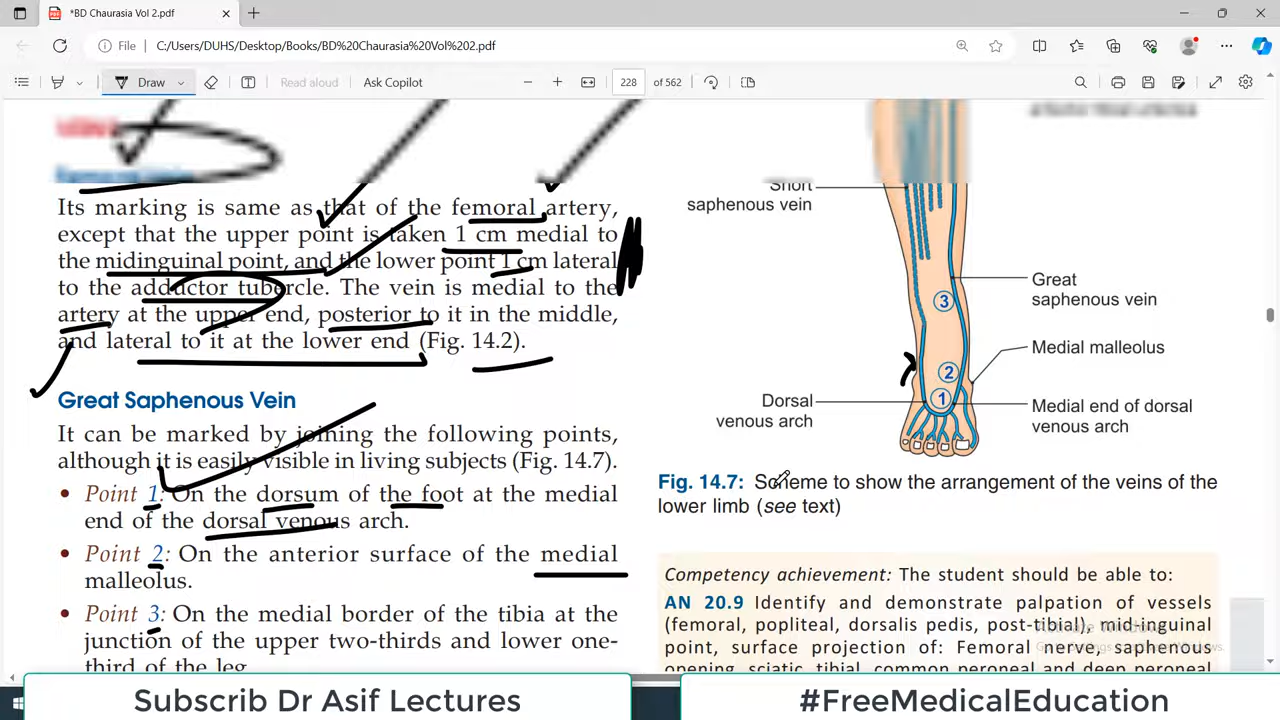 *BD Chaurasia Vol 2.pdf
File
C:/Users/DUHS/Desktop/Books/BD%20Chaurasia%20Vol%202.pdf
Draw
Read aloud
Ask Copilot
228
of 562
Its marking is same as that of the femoral artery,
except that the upper point is taken 1 cm medial to
the midinguinal point, and the lower point 1 cm lateral
to the adductor tubercle. The vein is medial to the
artery at the upper end, posterior to it in the middle,
and lateral to it at the lower end (Fig. 14.2).
Great Saphenous Vein
It can be marked by joining the following points,
although it is easily visible in living subjects (Fig. 14.7).
• Point 1: On the dorsum of the foot at the medial
end of the dorsal venous arch.
• Point 2: On the anterior surface of the medial
malleolus.
• Point 3: On the medial border of the tibia at the
junction of the upper two-thirds and lower one-
third of the leg
Short
saphenous vein
Great
saphenous vein
3
Medial malleolus
2
Dorsal
venous arch
1
Medial end of dorsal
venous arch
Fig. 14.7: Scheme to show the arrangement of the veins of the
lower limb (see text)
Competency achievement: The student should be able to:
AN 20.9 Identify and demonstrate palpation of vessels
(femoral, popliteal, dorsalis pedis, post-tibial), mid-inguinal
point, surface projection of: Femoral nerve, saphenous
opening, sciatic, tibial, common peroneal and deep peroneal
Subscrib Dr Asif Lectures
#FreeMedicalEducation